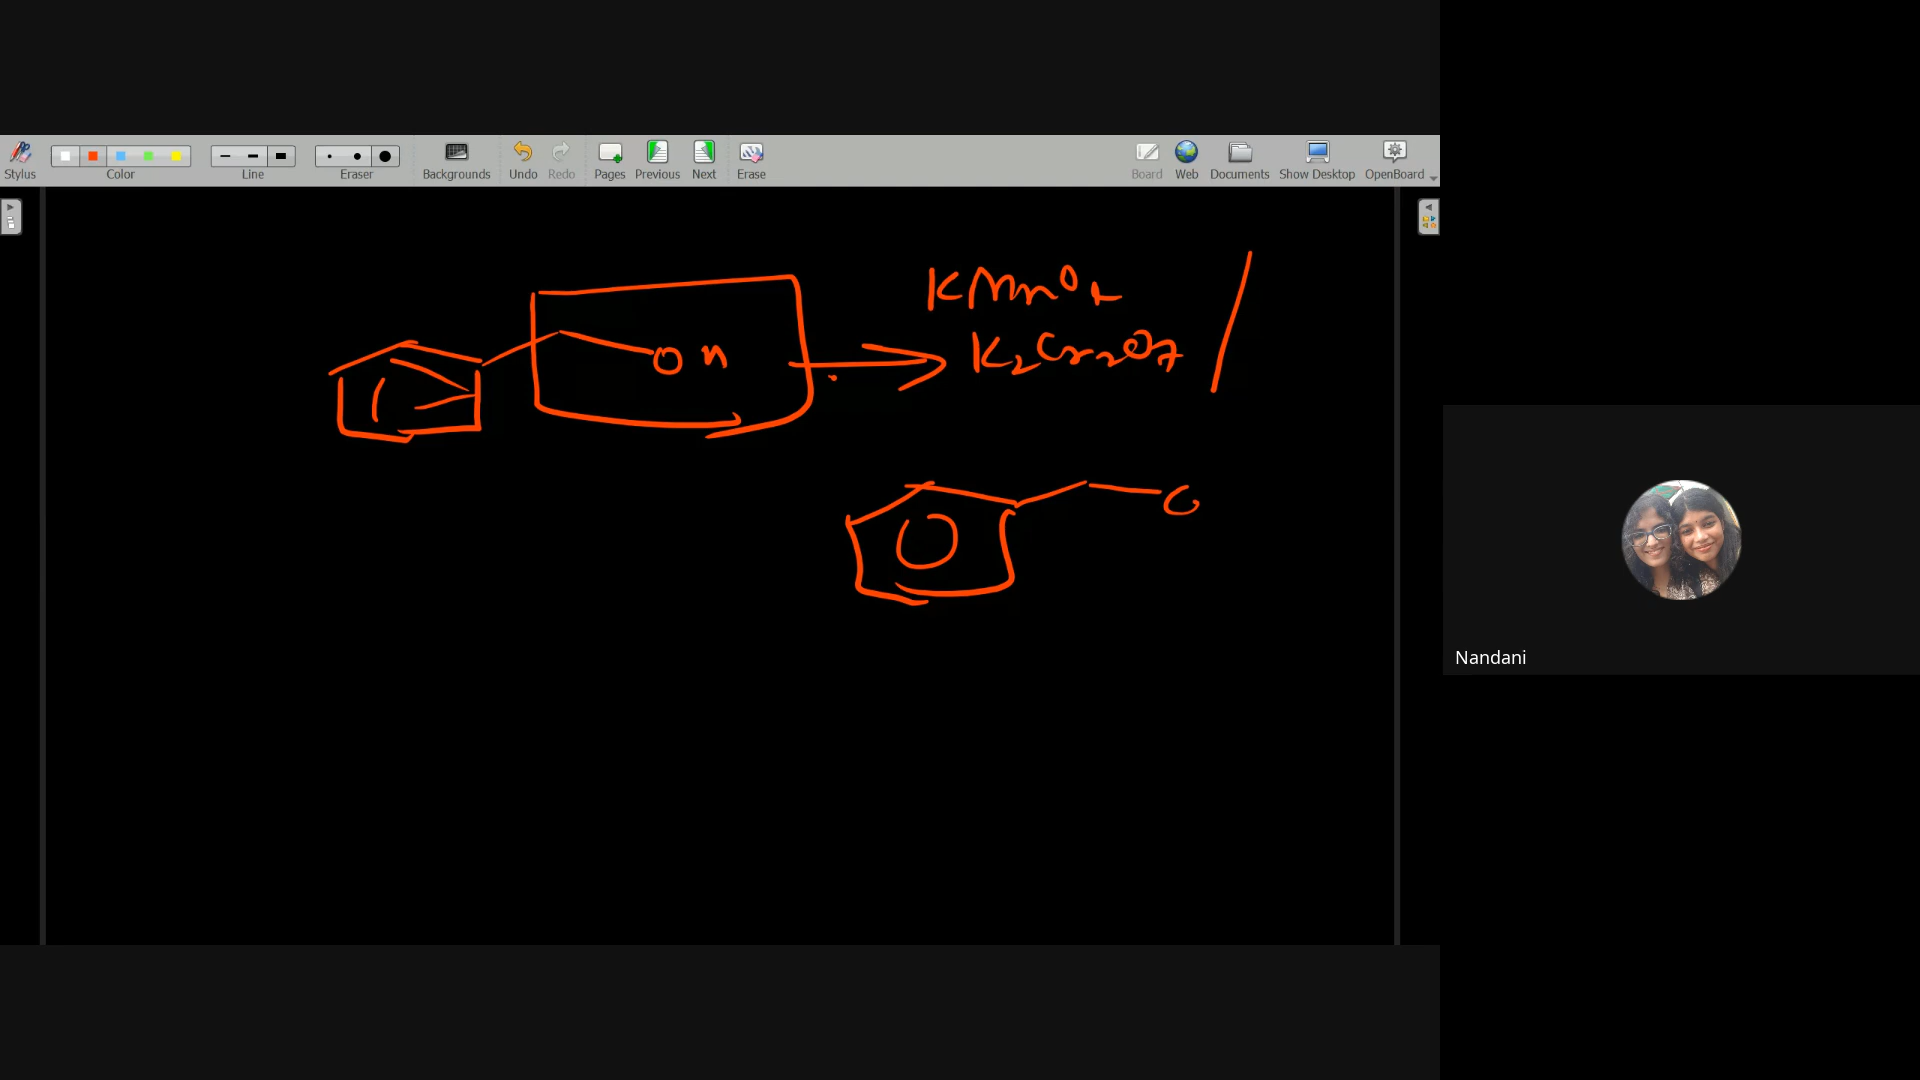 Stylus
Color
Line
Eraser
Backgrounds
Undo
Redo
Pages
Previous
Next
Erase
Board
Web
Documents
Show Desktop
OpenBoard
KMnO4
OH
K2Cr2O7
C
Nandani